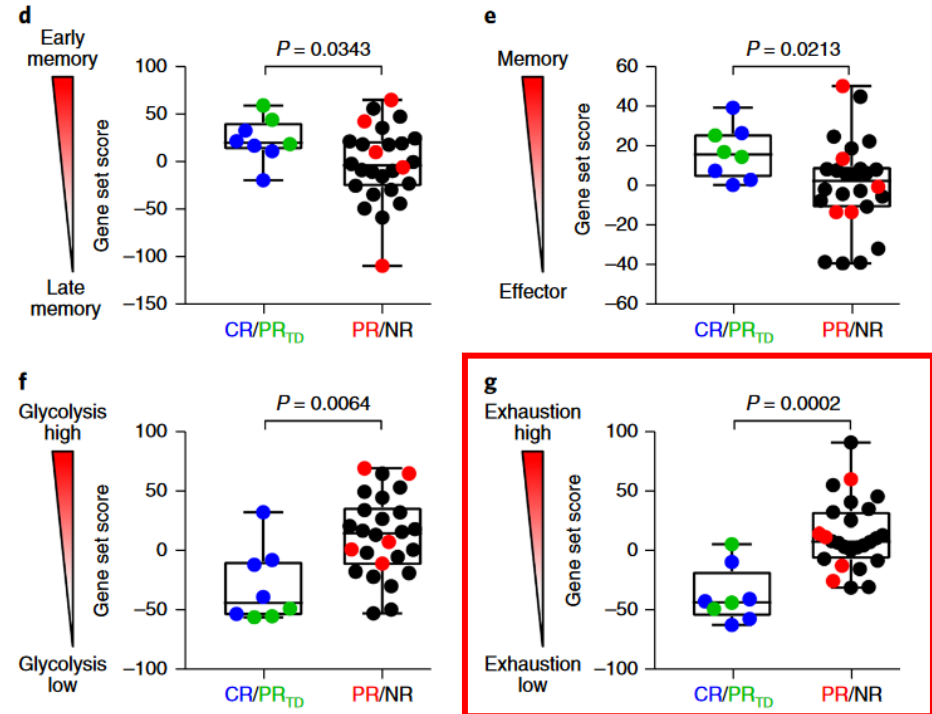 d
Early
memory
Late
memory
Gene set score
P = 0.0343
100
50
0
−50
−100
−150
CR/PRTD
PR/NR
e
Memory
Effector
Gene set score
P = 0.0213
60
40
20
0
−20
−40
−60
CR/PRTD
PR/NR
f
Glycolysis
high
Glycolysis
low
Gene set score
P = 0.0064
100
50
0
−50
−100
CR/PRTD
PR/NR
g
Exhaustion
high
Exhaustion
low
Gene set score
P = 0.0002
100
50
0
−50
−100
CR/PRTD
PR/NR